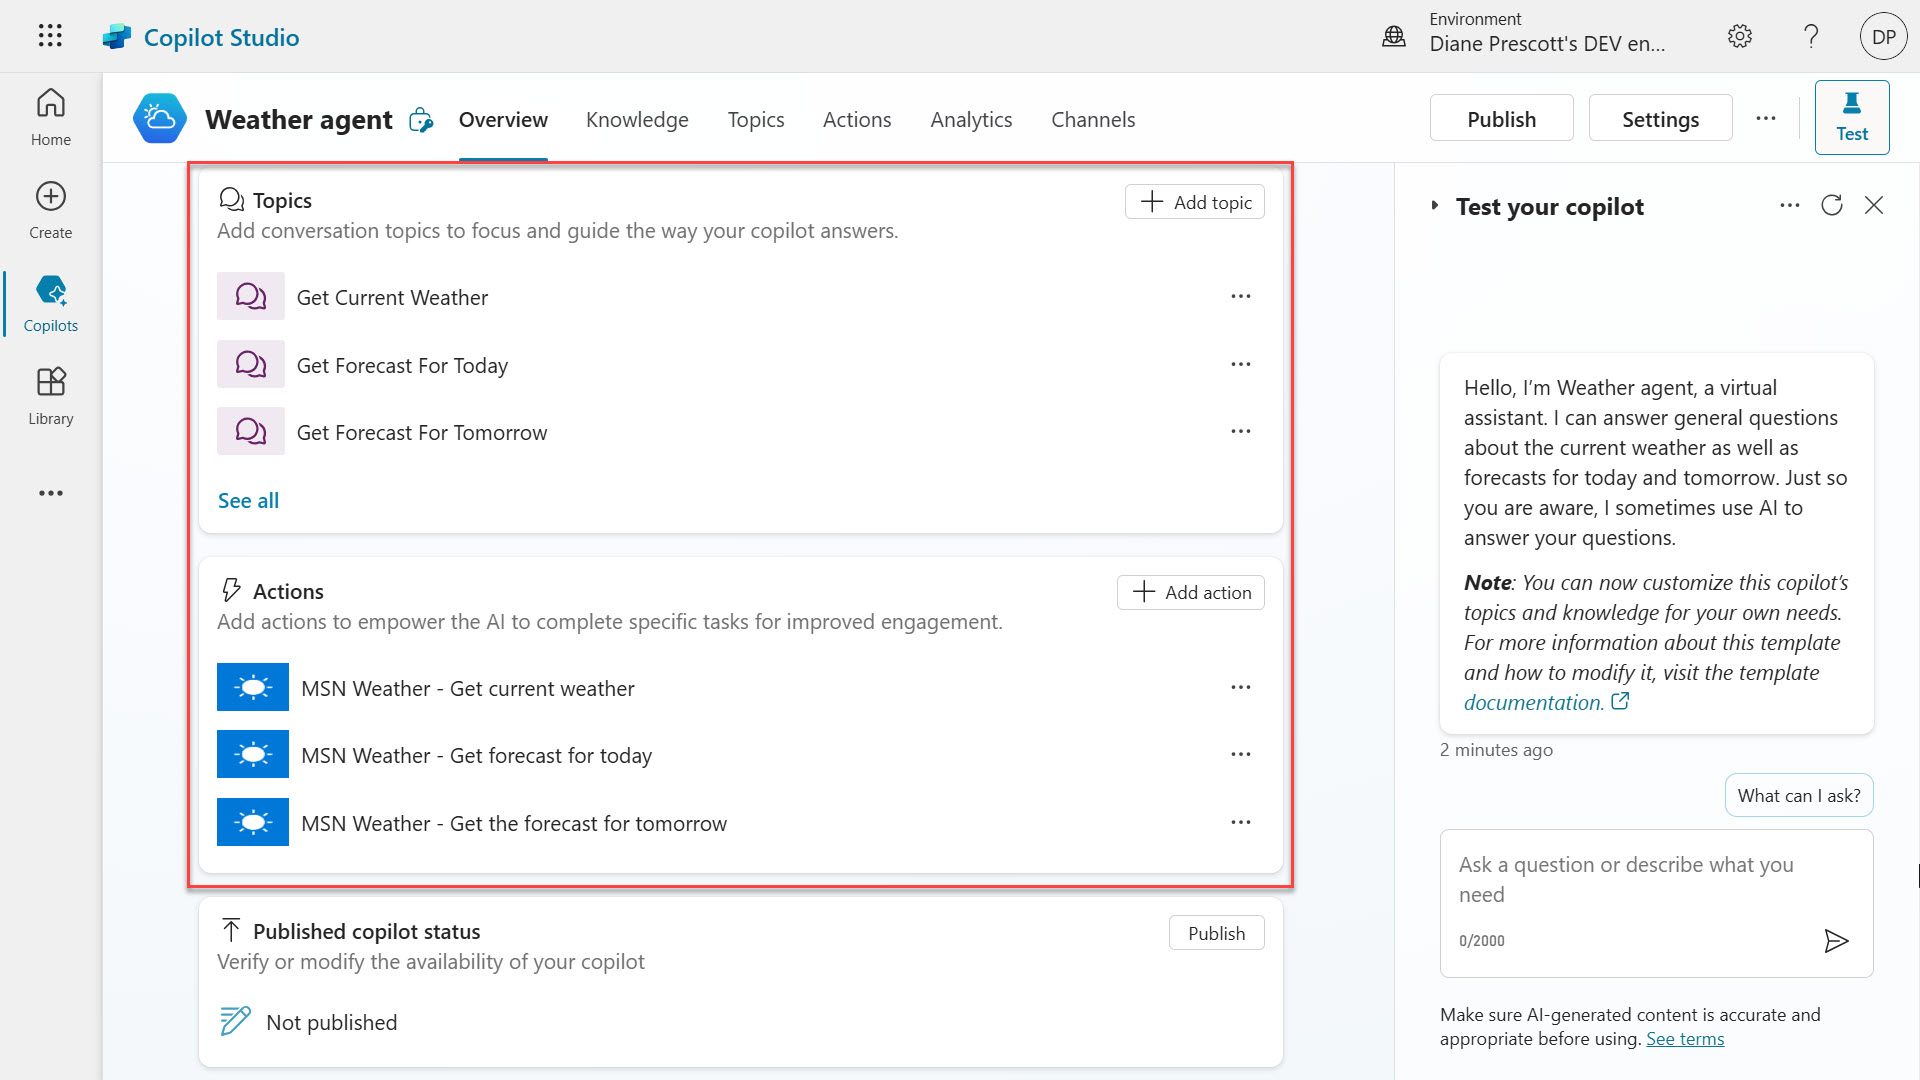 Copilot Studio
Environment
Diane Prescott's DEV en...
DP
Home
Create
Copilots
Library
Weather agent
Overview
Knowledge
Topics
Actions
Analytics
Channels
Publish
Settings
Test
Topics
Add topic
Add conversation topics to focus and guide the way your copilot answers.
Get Current Weather
Get Forecast For Today
Get Forecast For Tomorrow
See all
Actions
Add action
Add actions to empower the AI to complete specific tasks for improved engagement.
MSN Weather - Get current weather
MSN Weather - Get forecast for today
MSN Weather - Get the forecast for tomorrow
Published copilot status
Publish
Verify or modify the availability of your copilot
Not published
Test your copilot
Hello, I’m Weather agent, a virtual
assistant. I can answer general questions
about the current weather as well as
forecasts for today and tomorrow. Just so
you are aware, I sometimes use AI to
answer your questions.
Note: You can now customize this copilot’s
topics and knowledge for your own needs.
For more information about this template
and how to modify it, visit the template
documentation.
2 minutes ago
What can I ask?
Ask a question or describe what you
need
0/2000
Make sure AI-generated content is accurate and
appropriate before using. See terms